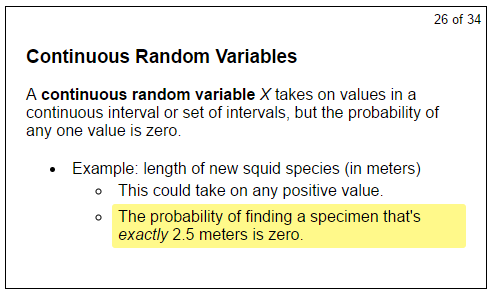 26 of 34
Continuous Random Variables
A continuous random variable X takes on values in a
continuous interval or set of intervals, but the probability of
any one value is zero.
• Example: length of new squid species (in meters)
◦ This could take on any positive value.
◦ The probability of finding a specimen that's
exactly 2.5 meters is zero.